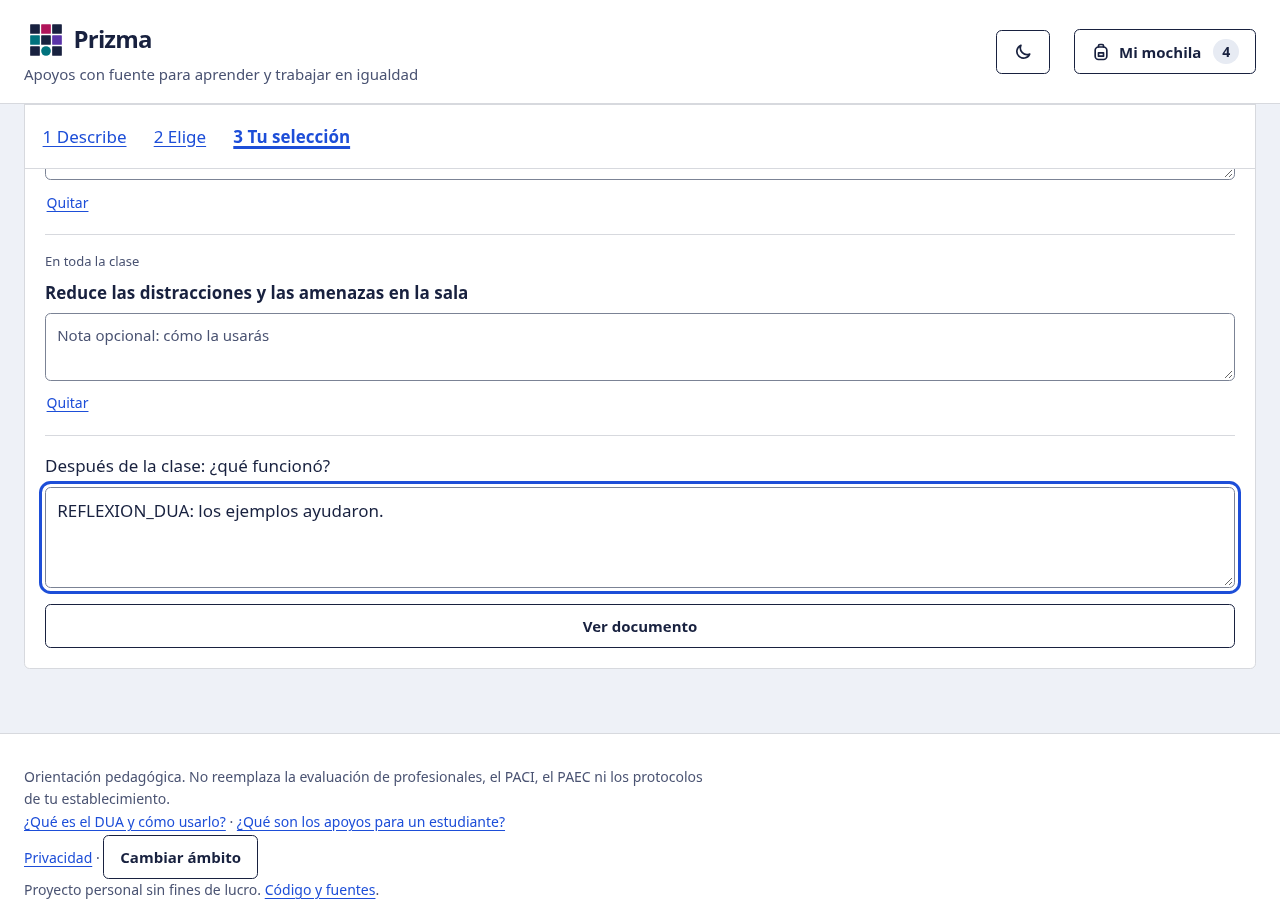 Prizma
Apoyos con fuente para aprender y trabajar en igualdad
Mi mochila 4
1 Describe 2 Elige 3 Tu selección
Quitar
En toda la clase
Reduce las distracciones y las amenazas en la sala
Nota opcional: cómo la usarás
Quitar
Después de la clase: ¿qué funcionó?
REFLEXION_DUA: los ejemplos ayudaron.
Ver documento
Orientación pedagógica. No reemplaza la evaluación de profesionales, el PACI, el PAEC ni los protocolos
de tu establecimiento.
¿Qué es el DUA y cómo usarlo? · ¿Qué son los apoyos para un estudiante?
Privacidad · Cambiar ámbito
Proyecto personal sin fines de lucro. Código y fuentes.